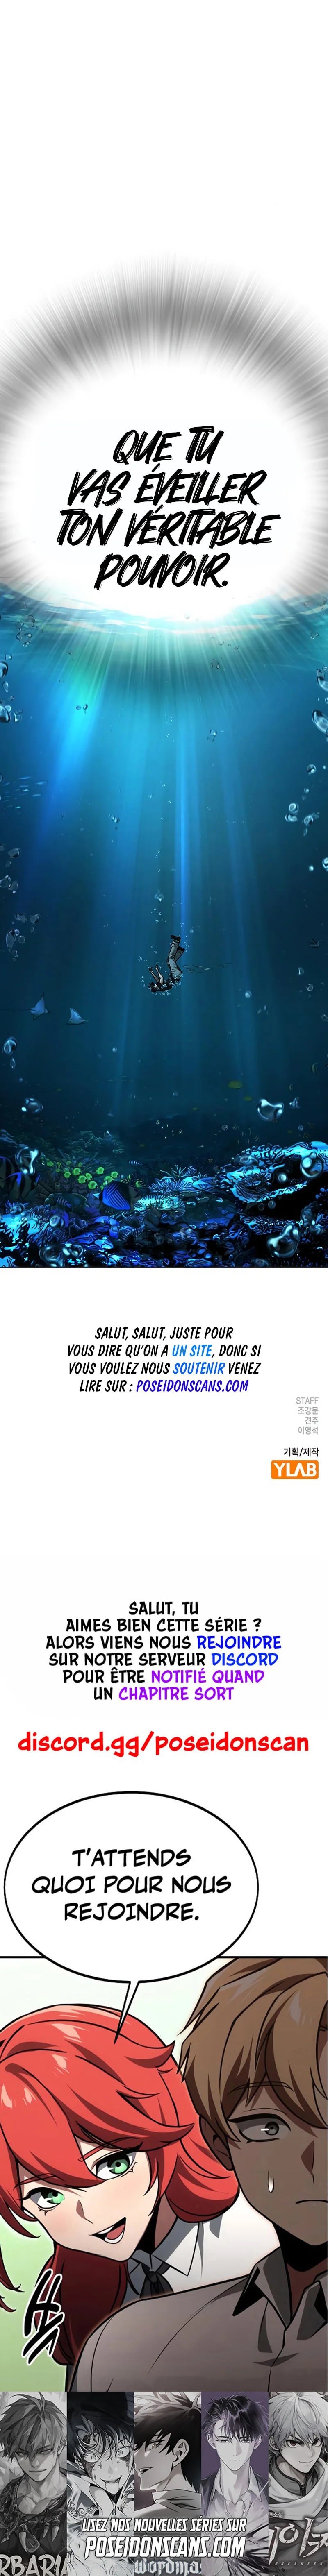 QUE TU
VAS ÉVEILLER
TON VÉRITABLE
POUVOIR.
SALUT, SALUT, JUSTE POUR
VOUS DIRE QU'ON A UN SITE, DONC SI
VOUS VOULEZ NOUS SOUTENIR VENEZ
LIRE SUR : POSEIDONSCANS.COM
STAFF
조강문
견주
이명석
기획/제작
YLAB
SALUT, TU
AIMES BIEN CETTE SÉRIE ?
ALORS VIENS NOUS REJOINDRE
SUR NOTRE SERVEUR DISCORD
POUR ÊTRE NOTIFIÉ QUAND
UN CHAPITRE SORT
discord.gg/poseidonscan
T'ATTENDS
QUOI POUR NOUS
REJOINDRE.
LISEZ NOS NOUVELLES SÉRIES SUR
POSEIDONSCANS.COM